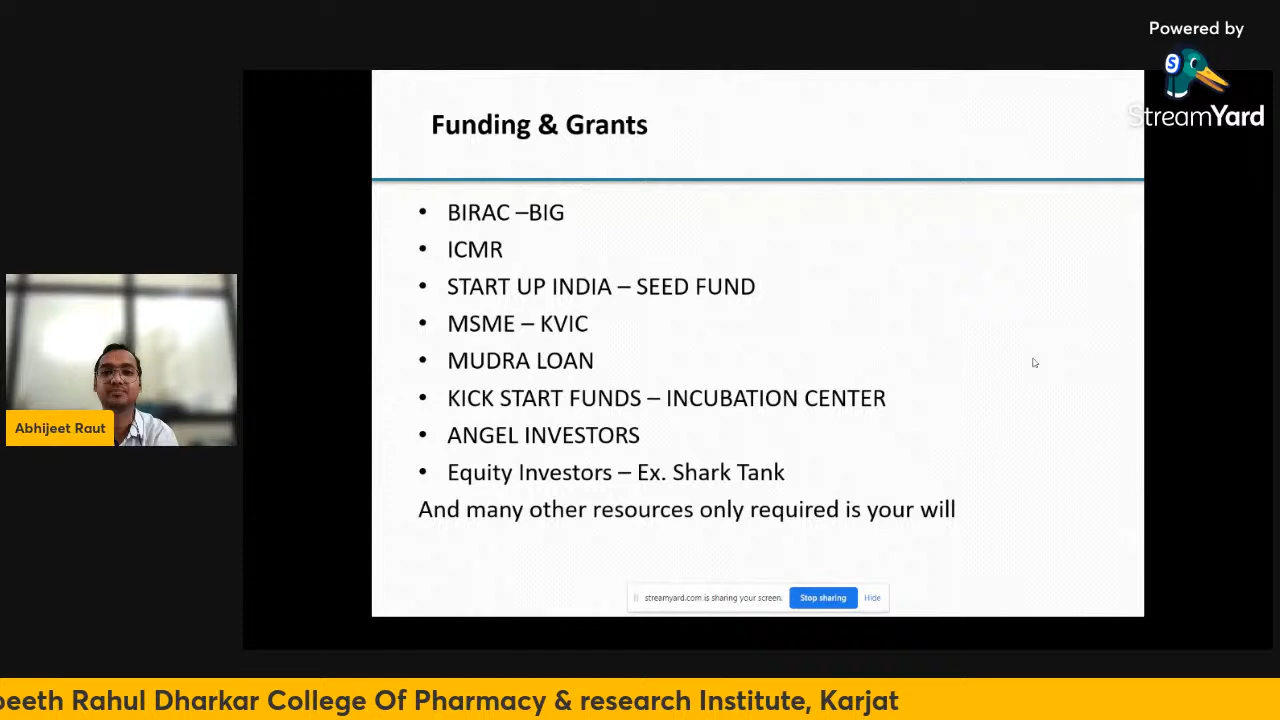 Powered by
StreamYard
Funding & Grants
• BIRAC –BIG
• ICMR
• START UP INDIA – SEED FUND
• MSME – KVIC
• MUDRA LOAN
• KICK START FUNDS – INCUBATION CENTER
• ANGEL INVESTORS
• Equity Investors – Ex. Shark Tank
And many other resources only required is your will
Abhijeet Raut
streamyard.com is sharing your screen. Stop sharing Hide
peeth Rahul Dharkar College Of Pharmacy & research Institute, Karjat